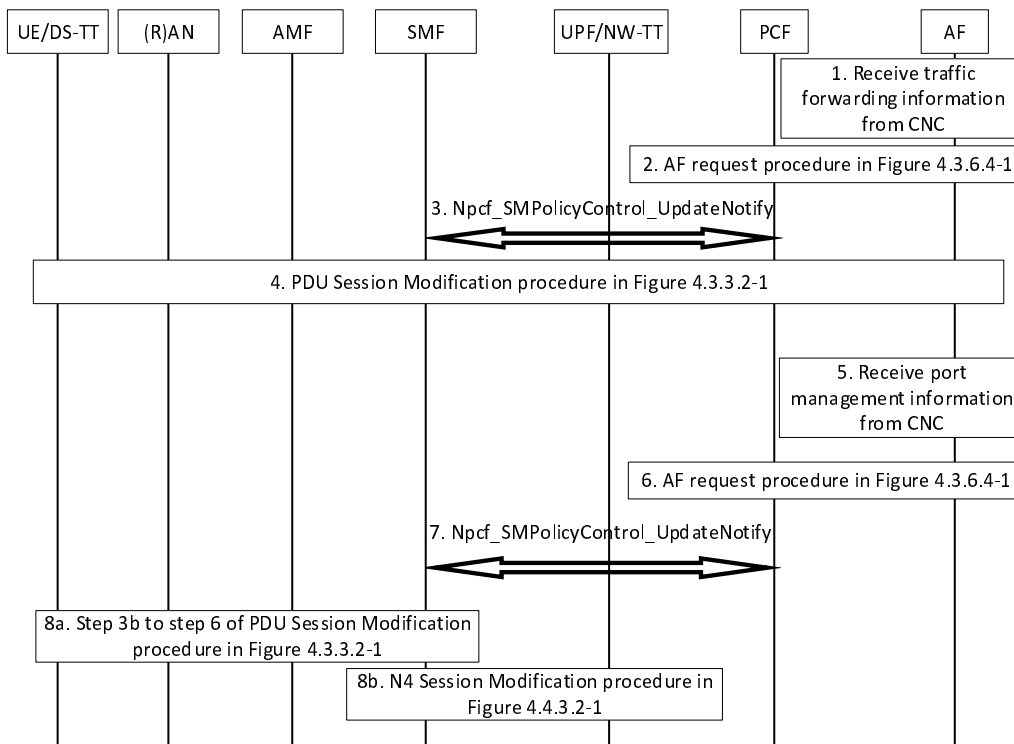 UE/DS-TT
(R)AN
AMF
SMF
UPF/NW-TT
PCF
AF
1. Receive traffic
forwarding information
from CNC
2. AF request procedure in Figure 4.3.6.4-1
3. Npcf_SMPolicyControl_UpdateNotify
4. PDU Session Modification procedure in Figure 4.3.3.2-1
5. Receive port
management information
from CNC
6. AF request procedure in Figure 4.3.6.4-1
7. Npcf_SMPolicyControl_UpdateNotify
8a. Step 3b to step 6 of PDU Session Modification
procedure in Figure 4.3.3.2-1
8b. N4 Session Modification procedure in
Figure 4.4.3.2-1